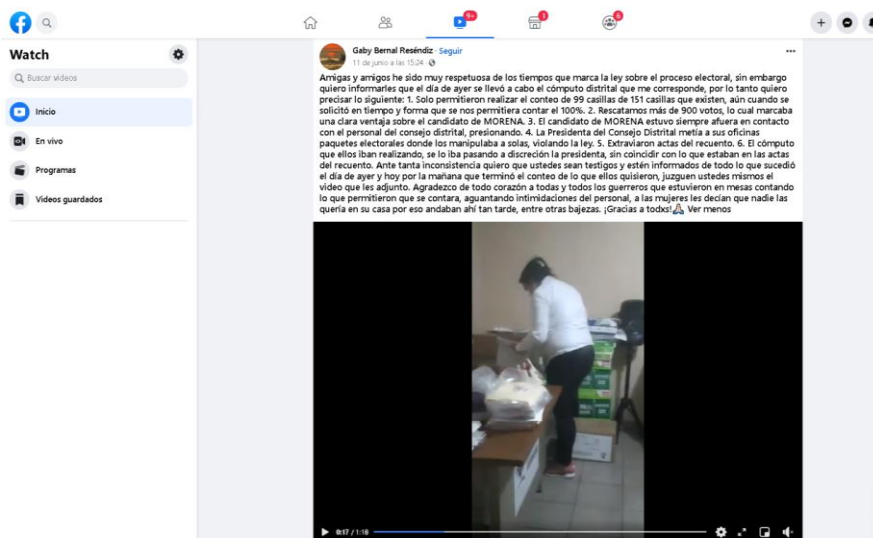 9+
1
6
Watch
Buscar videos
Inicio
En vivo
Programas
Videos guardados
Gaby Bernal Reséndiz · Seguir
11 de junio a las 15:24 ·
Amigas y amigos he sido muy respetuosa de los tiempos que marca la ley sobre el proceso electoral, sin embargo
quiero informarles que el día de ayer se llevó a cabo el cómputo distrital que me corresponde, por lo tanto quiero
precisar lo siguiente: 1. Solo permitieron realizar el conteo de 99 casillas de 151 casillas que existen, aún cuando se
solicitó en tiempo y forma que se nos permitiera contar el 100%. 2. Rescatamos más de 900 votos, lo cual marcaba
una clara ventaja sobre el candidato de MORENA. 3. El candidato de MORENA estuvo siempre afuera en contacto
con el personal del consejo distrital, presionando. 4. La Presidenta del Consejo Distrital metía a sus oficinas
paquetes electorales donde los manipulaba a solas, violando la ley. 5. Extraviaron actas del recuento. 6. El cómputo
que ellos iban realizando, se lo iba pasando a discreción la presidenta, sin coincidir con lo que estaban en las actas
del recuento. Ante tanta inconsistencia quiero que ustedes sean testigos y estén informados de todo lo que sucedió
el día de ayer y hoy por la mañana que terminó el conteo de lo que ellos quisieron, juzguen ustedes mismos el
video que les adjunto. Agradezco de todo corazón a todas y todos los guerreros que estuvieron en mesas contando
lo que permitieron que se contara, aguantando intimidaciones del personal, a las mujeres les decían que nadie las
quería en su casa por eso andaban ahí tan tarde, entre otras bajezas. ¡Gracias a todxs!🙏 Ver menos
0:17 / 1:18